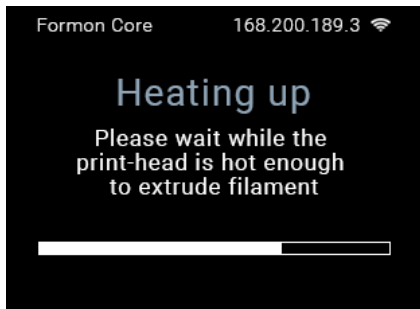 Formon Core 168.200.189.3
Heating up
Please wait while the
print-head is hot enough
to extrude filament